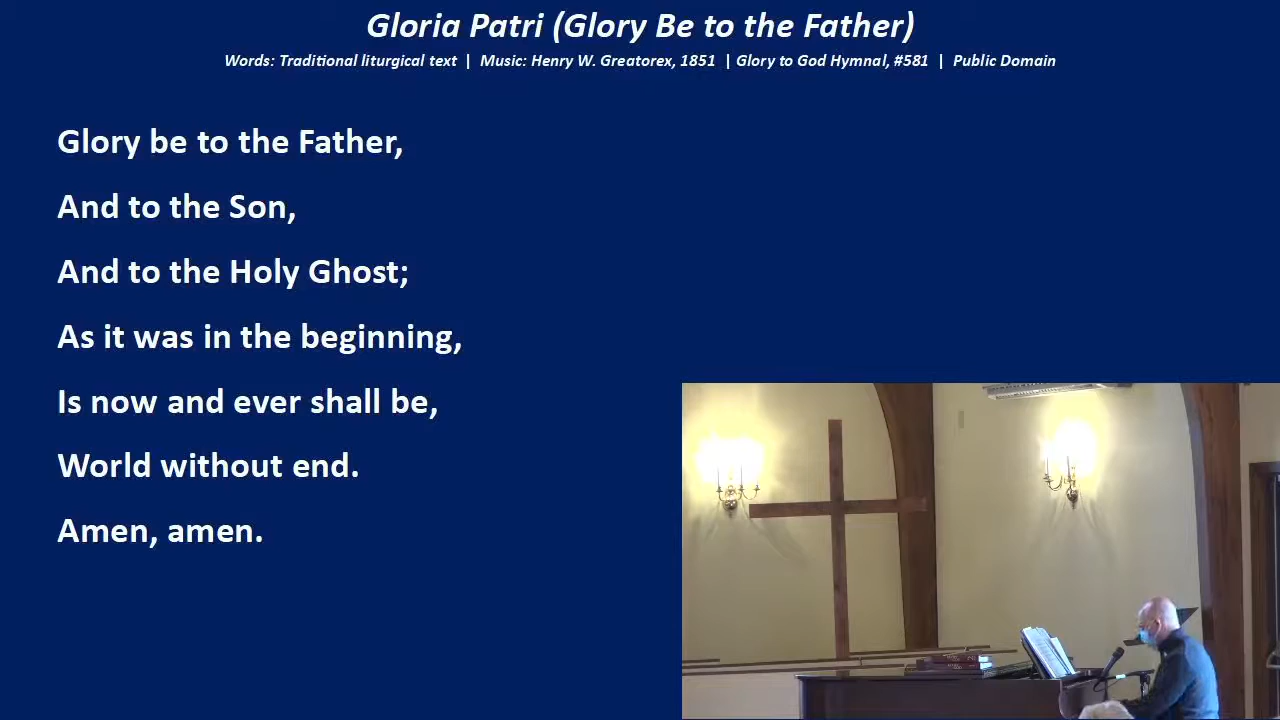 Gloria Patri (Glory Be to the Father)
Words: Traditional liturgical text | Music: Henry W. Greatorex, 1851 | Glory to God Hymnal, #581 | Public Domain
Glory be to the Father,
And to the Son,
And to the Holy Ghost;
As it was in the beginning,
Is now and ever shall be,
World without end.
Amen, amen.